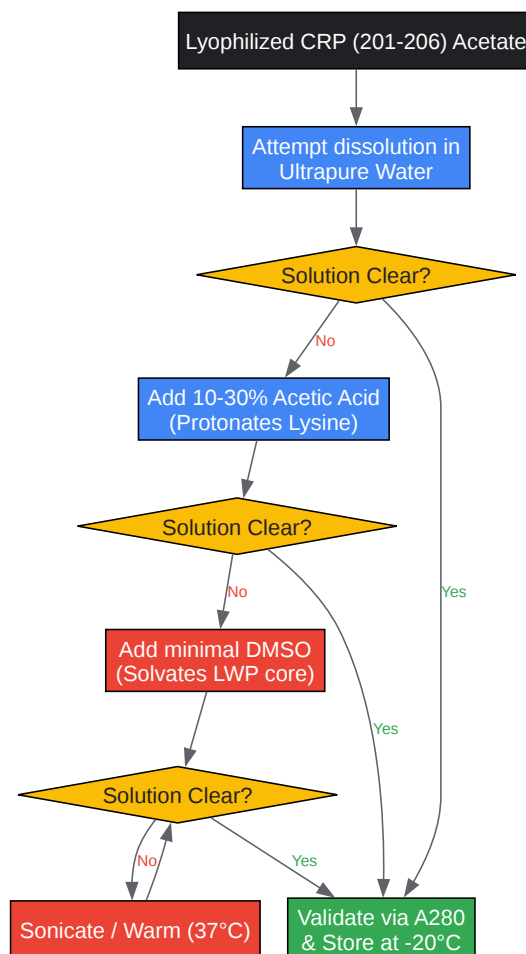 Lyophilized CRP (201-206) Acetate
Attempt dissolution in
Ultrapure Water
Solution Clear?
No
Add 10-30% Acetic Acid
(Protonates Lysine)
Solution Clear?
Yes
No
Add minimal DMSO
(Solvates LWP core)
Yes
Solution Clear?
No
Yes
Sonicate / Warm (37°C)
Validate via A280
& Store at -20°C